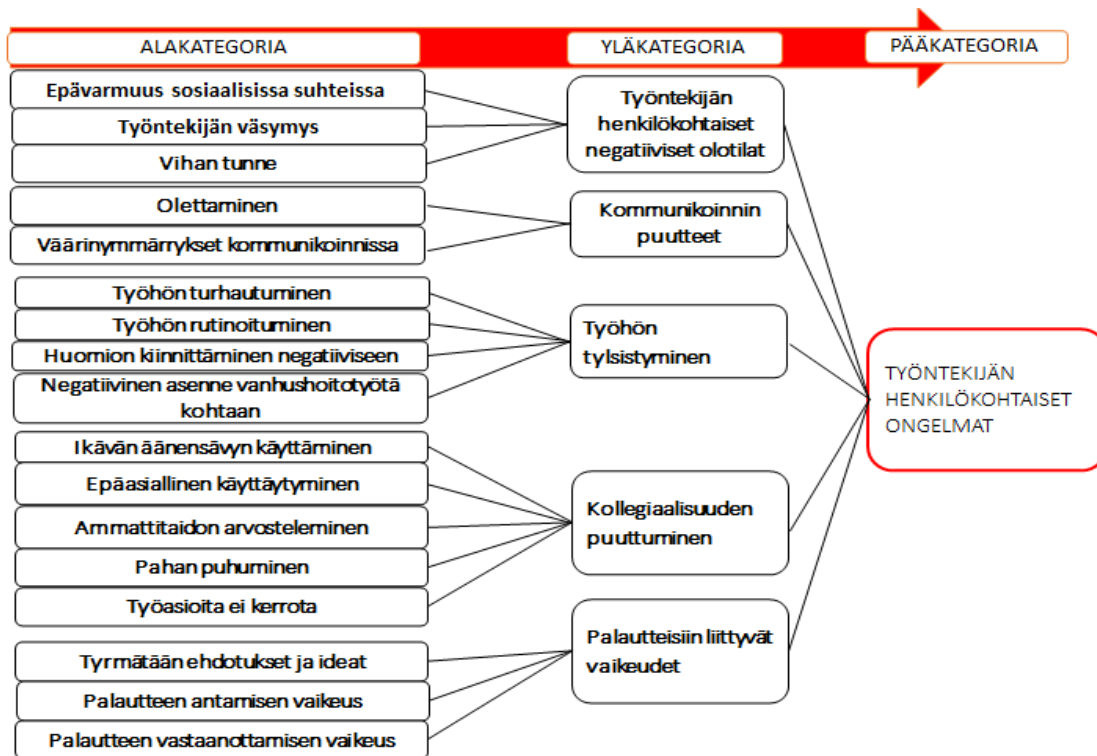 ALAKATEGORIA
YLÄKATEGORIA
PÄÄKATEGORIA
Epävarmuus sosiaalisissa suhteissa
Työntekijän väsymys
Vihan tunne
Työntekijän
henkilökohtaiset
negatiiviset olotilat
Olettaminen
Väärinymmärrykset kommunikoinnissa
Kommunikoinnin
puutteet
Työhön turhautuminen
Työhön rutinoituminen
Huomion kiinnittäminen negatiiviseen
Negatiivinen asenne vanhushoitotyötä
kohtaan
Työhön
tylsistyminen
Ikävän äänensävyn käyttäminen
Epäasiallinen käyttäytyminen
Ammattitaidon arvosteleminen
Pahan puhuminen
Työasioita ei kerrota
Kollegiaalisuuden
puuttuminen
Tyrmätään ehdotukset ja ideat
Palautteen antamisen vaikeus
Palautteen vastaanottamisen vaikeus
Palautteisiin liittyvät
vaikeudet
TYÖNTEKIJÄN
HENKILÖKOHTAISET
ONGELMAT